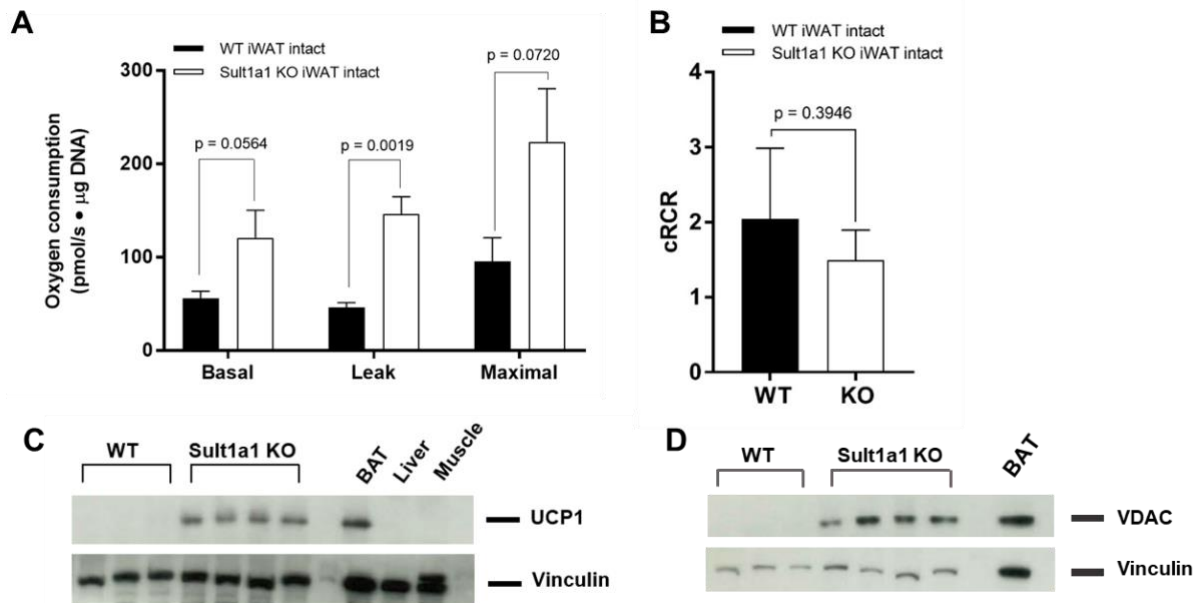 A
WT iWAT intact
Sult1a1 KO iWAT intact
Oxygen consumption
(pmol/s ● µg DNA)
300
200
100
0
p = 0.0564
p = 0.0019
p = 0.0720
Basal
Leak
Maximal
B
WT iWAT intact
Sult1a1 KO iWAT intact
cRCR
4
3
2
1
0
p = 0.3946
WT
KO
C
WT
Sult1a1 KO
BAT
Liver
Muscle
UCP1
Vinculin
D
WT
Sult1a1 KO
BAT
VDAC
Vinculin